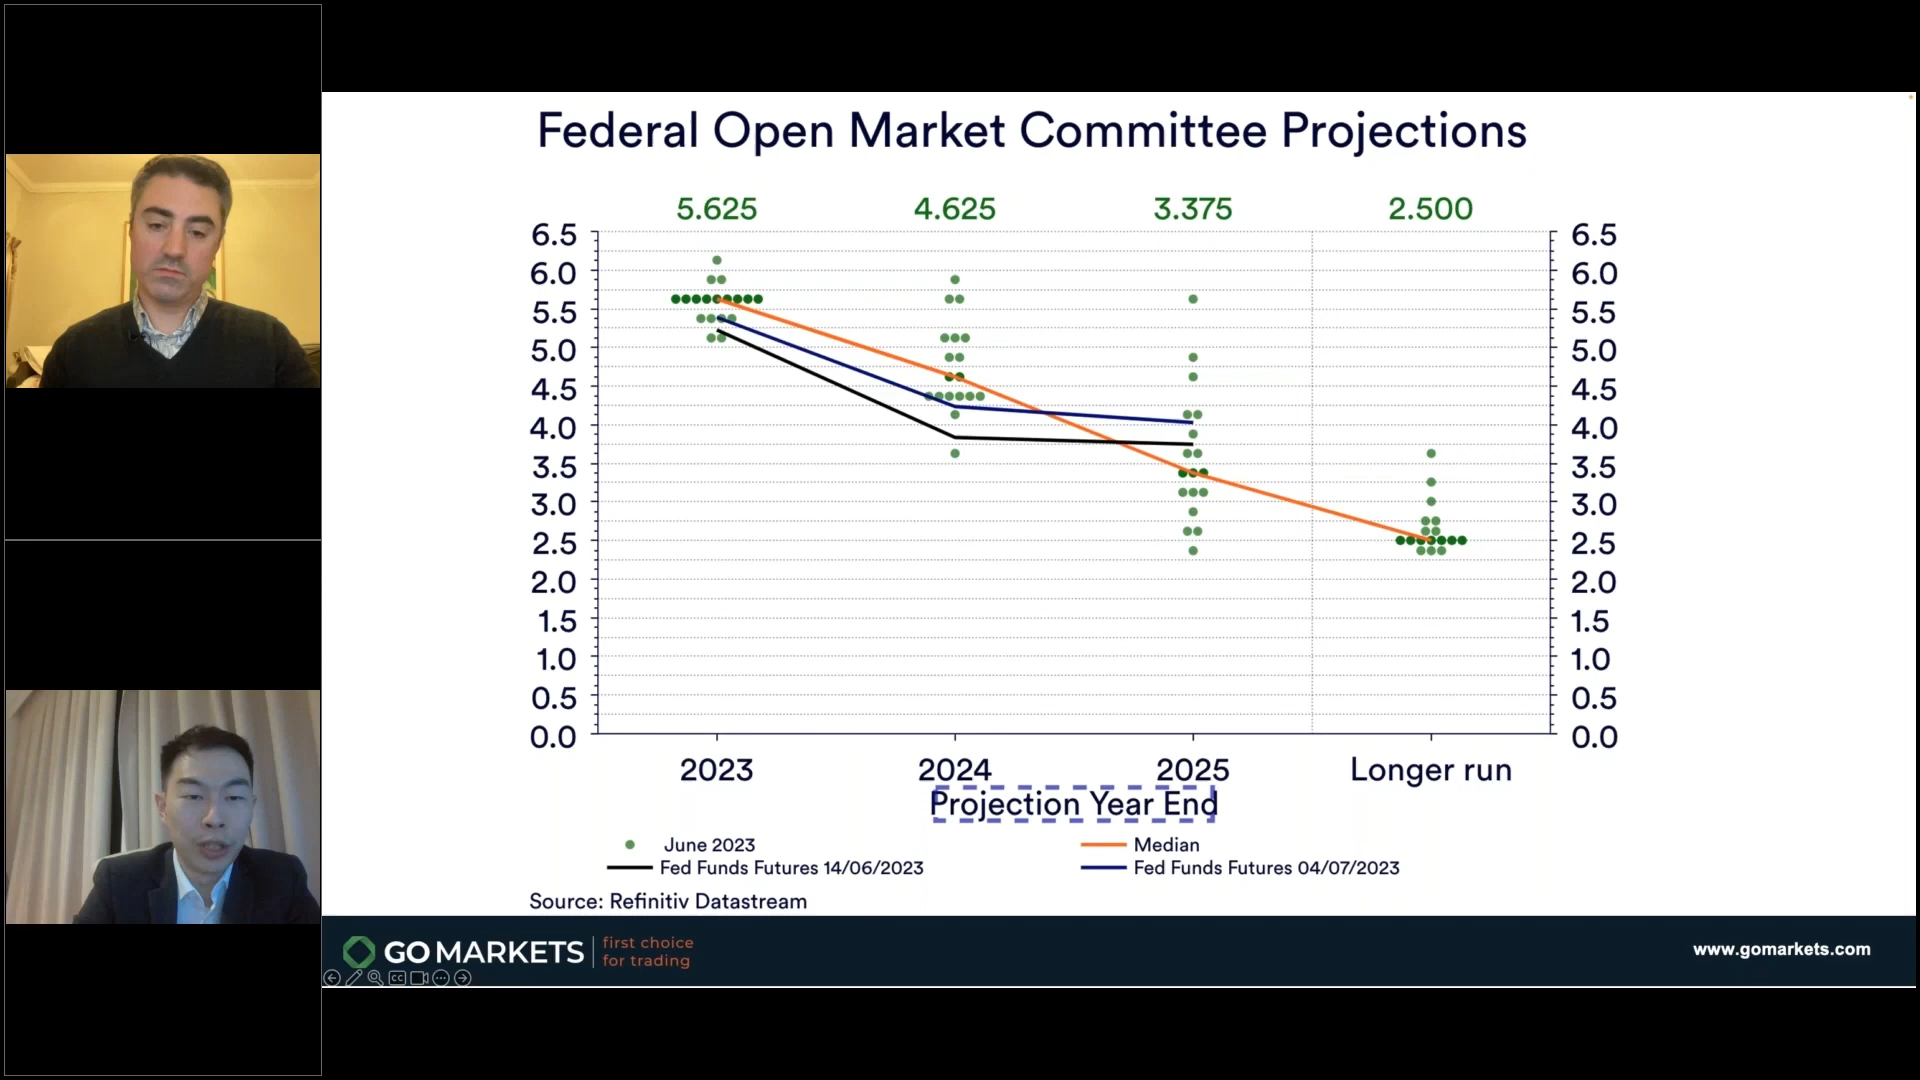 Federal Open Market Committee Projections
5.625 4.625 3.375 2.500
6.5 6.5
6.0 6.0
5.5 5.5
5.0 5.0
4.5 4.5
4.0 4.0
3.5 3.5
3.0 3.0
2.5 2.5
2.0 2.0
1.5 1.5
1.0 1.0
0.5 0.5
0.0 0.0
2023 2024 2025 Longer run
Projection Year End
June 2023 Median
Fed Funds Futures 14/06/2023 Fed Funds Futures 04/07/2023
Source: Refinitiv Datastream
GO MARKETS
first choice
for trading
www.gomarkets.com
CC